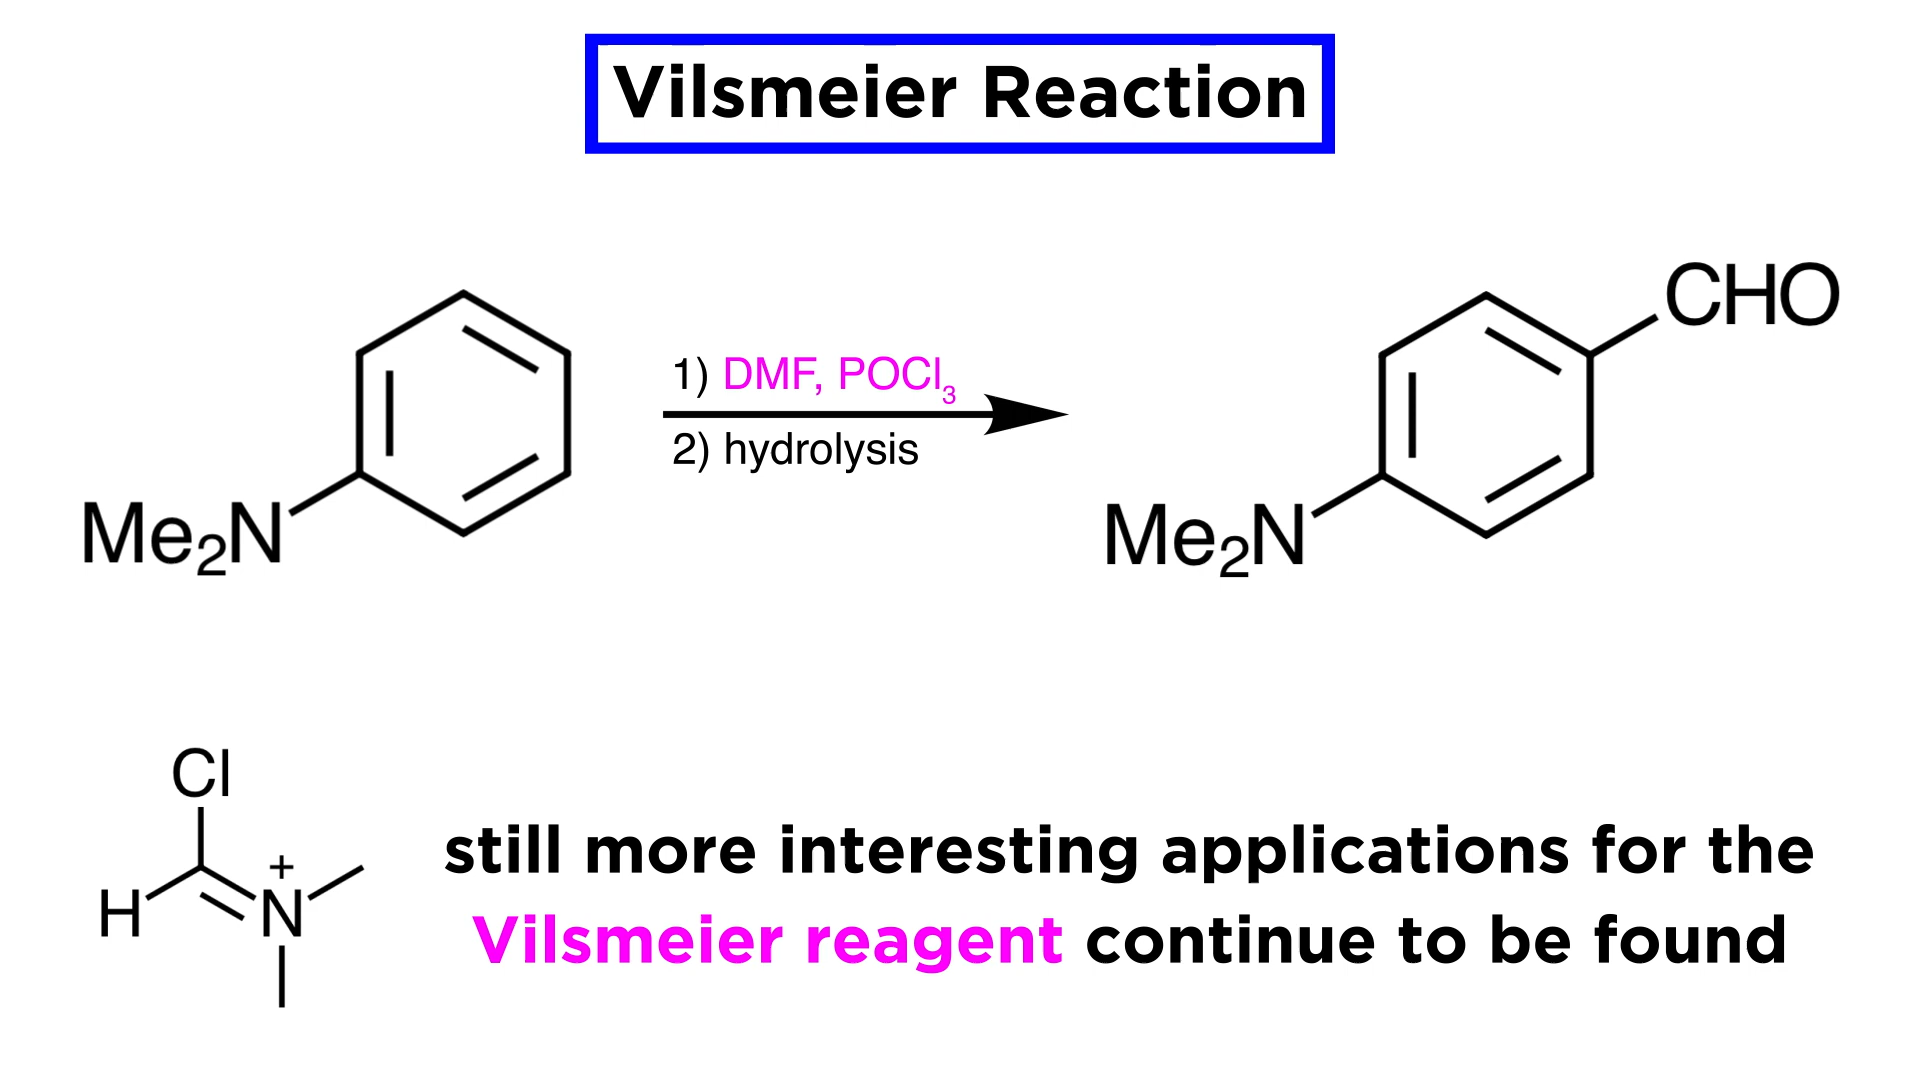 Vilsmeier Reaction
CHO
1) DMF, POCl₃
2) hydrolysis
Me₂N
Me₂N
Cl
still more interesting applications for the
+
H
N
Vilsmeier reagent continue to be found